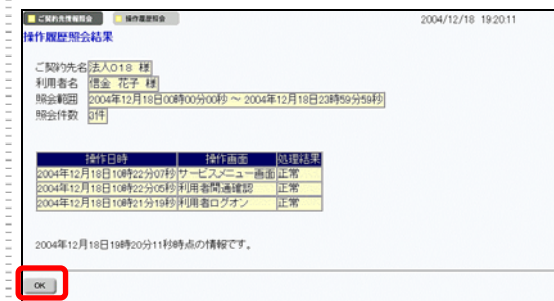 ご契約先情報照会 操作履歴照会 2004/12/18 19:20:11
操作履歴照会結果
ご契約先名 法人018 様
利用者名 信金 花子 様
照会範囲 2004年12月18日00時00分00秒 ～ 2004年12月18日23時59分59秒
照会件数 3件
操作日時 操作画面 処理結果
2004年12月18日10時22分07秒 サービスメニュー画面 正常
2004年12月18日10時22分05秒 利用者開通確認 正常
2004年12月18日10時21分19秒 利用者ログオン 正常
2004年12月18日19時20分11秒時点の情報です。
OK